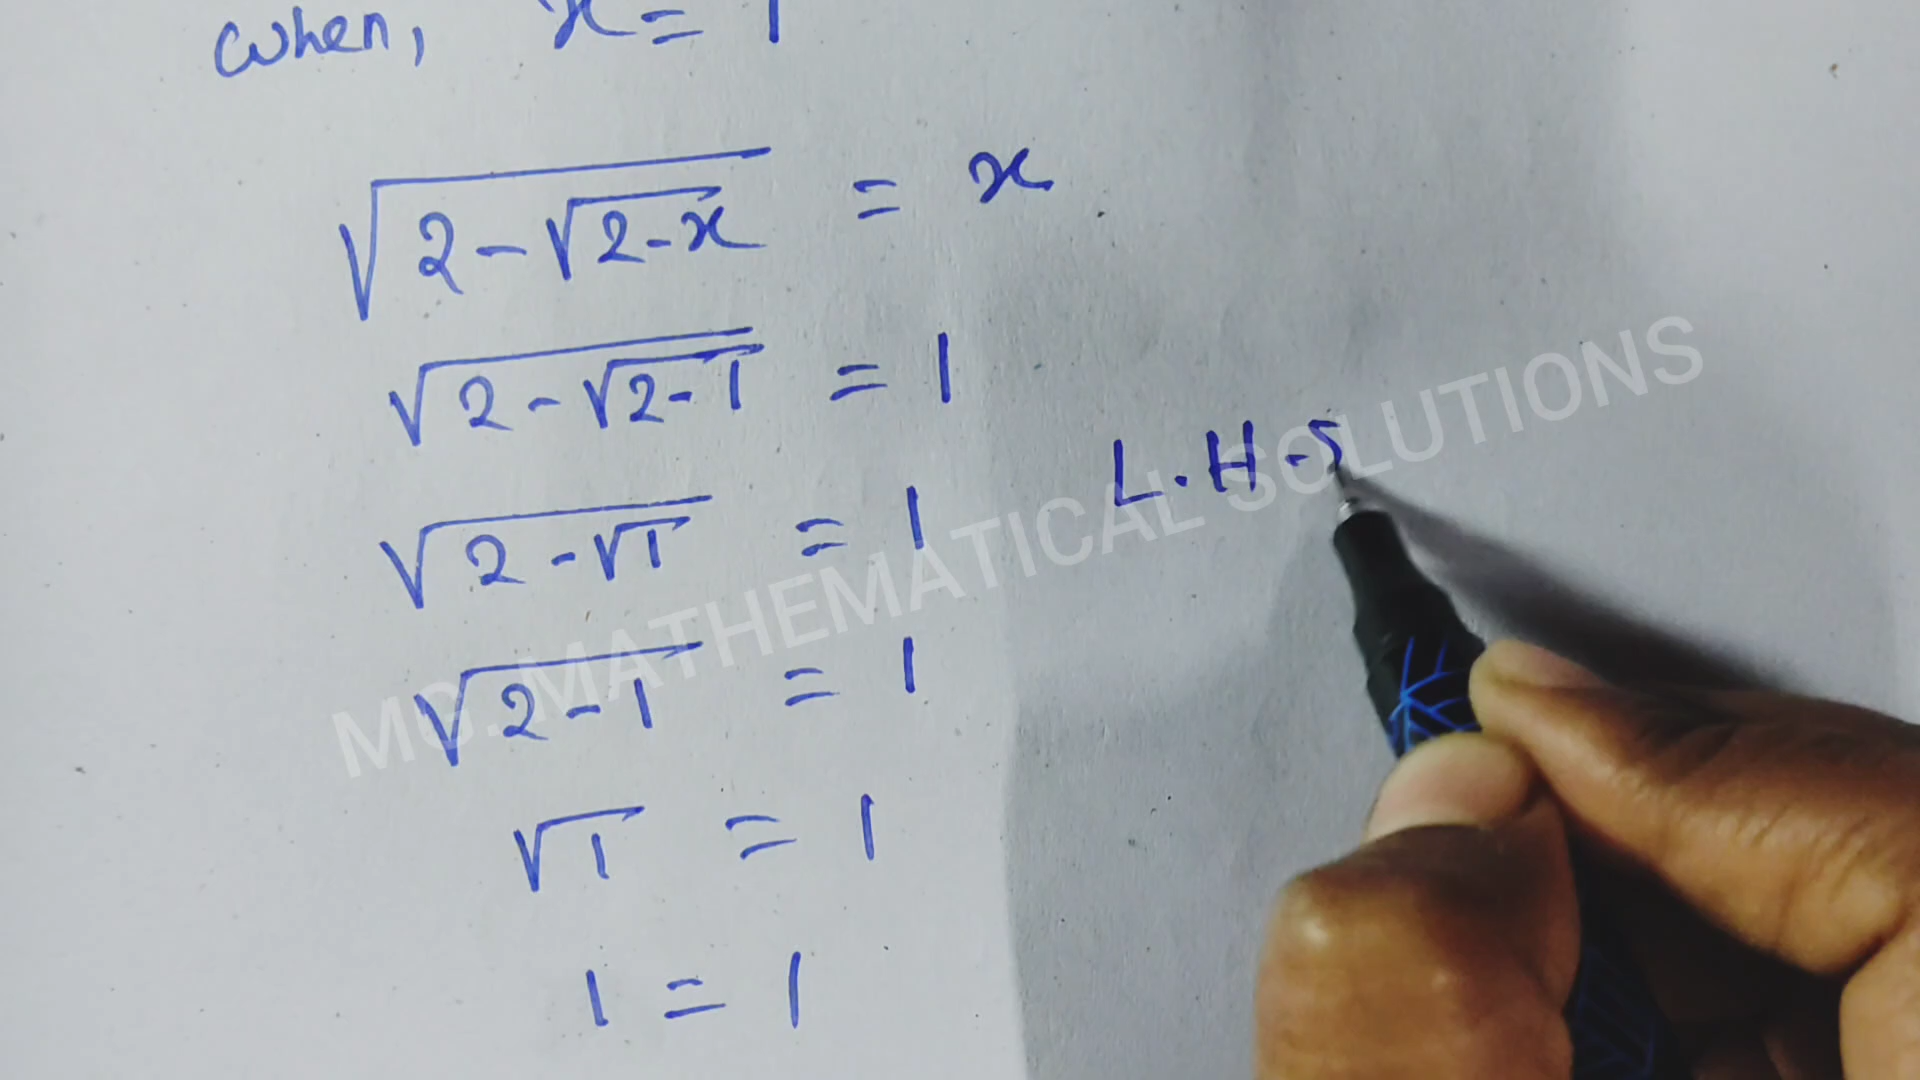 when, x = 1
√(2-√(2-x)) = x
√(2-√(2-1)) = 1
L.H.S
√(2-√1) = 1
√(2-1) = 1
√1 = 1
1 = 1
MG. MATHEMATICAL SOLUTIONS